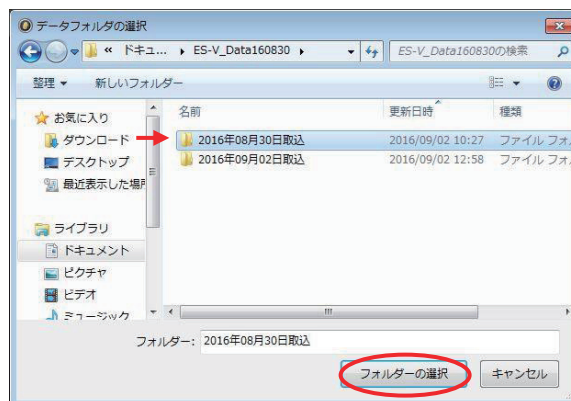 データフォルダの選択
« ドキュ... ▸ ES-V_Data160830 ▸
ES-V_Data160830の検索
整理 ▼ 新しいフォルダー
お気に入り
ダウンロード
デスクトップ
最近表示した場所
ライブラリ
ドキュメント
ピクチャ
ビデオ
ミュージック
名前 更新日時 種類
2016年08月30日取込 2016/09/02 10:27 ファイル フォ
2016年09月02日取込 2016/09/02 12:58 ファイル フォ
フォルダー: 2016年08月30日取込
フォルダーの選択 キャンセル